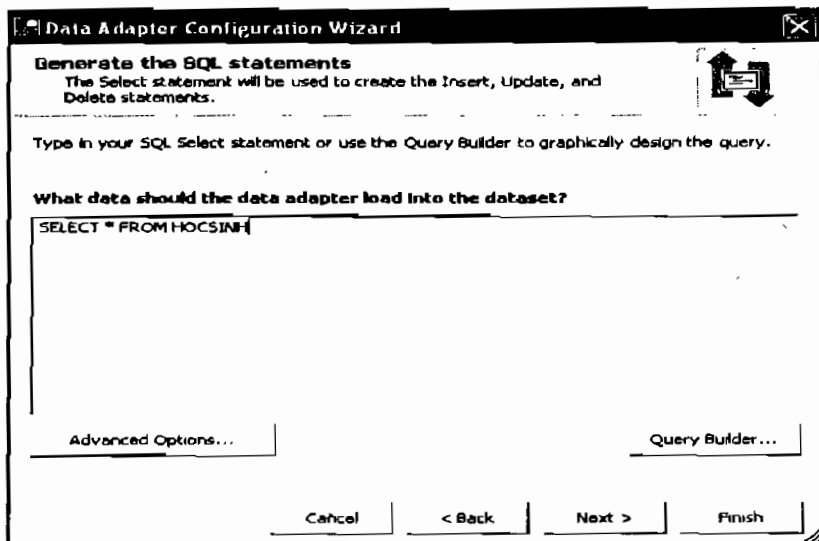 Data Adapter Configuration Wizard
Generate the SQL statements
The Select statement will be used to create the Insert, Update, and
Delete statements.
Type in your SQL Select statement or use the Query Builder to graphically design the query.
What data should the data adapter load into the dataset?
SELECT * FROM HOCSINH
Advanced Options...
Query Builder...
Cancel
< Back
Next >
Finish